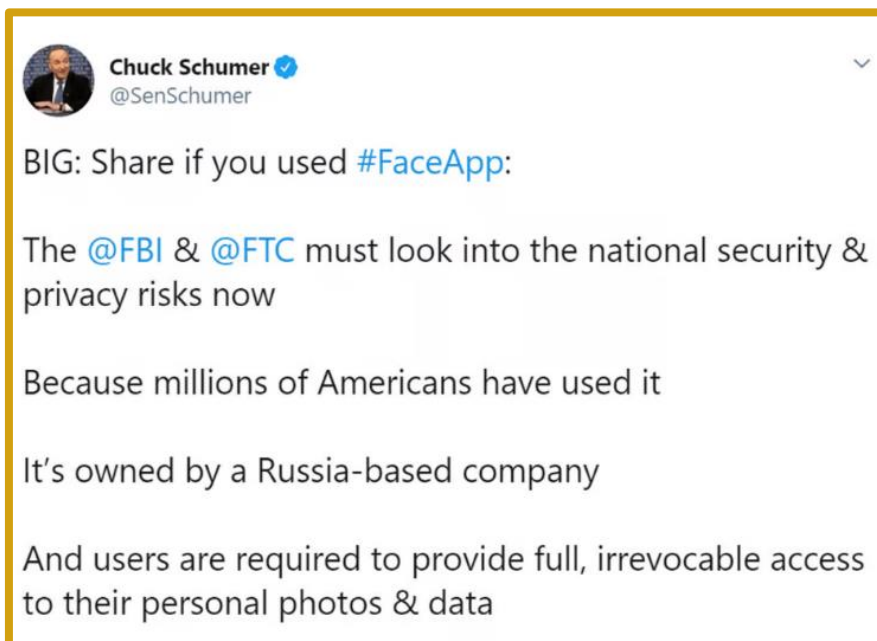 Chuck Schumer
@SenSchumer
BIG: Share if you used #FaceApp:
The @FBI & @FTC must look into the national security &
privacy risks now
Because millions of Americans have used it
It’s owned by a Russia-based company
And users are required to provide full, irrevocable access
to their personal photos & data